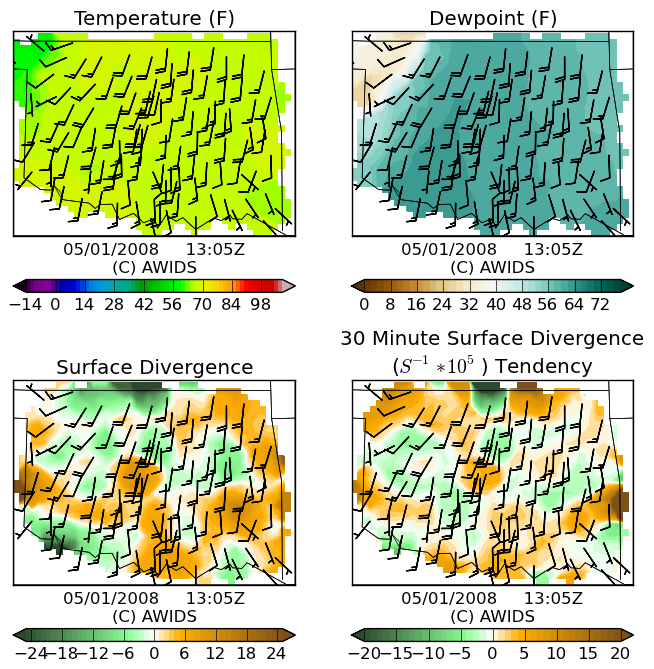 Temperature (F)
05/01/2008 13:05Z
(C) AWIDS
−14 0 14 28 42 56 70 84 98
Dewpoint (F)
05/01/2008 13:05Z
(C) AWIDS
0 8 16 24 32 40 48 56 64 72
Surface Divergence
05/01/2008 13:05Z
(C) AWIDS
−24 −18 −12 −6 0 6 12 18 24
30 Minute Surface Divergence
(S⁻¹ *10⁵ ) Tendency
05/01/2008 13:05Z
(C) AWIDS
−20 −15 −10 −5 0 5 10 15 20